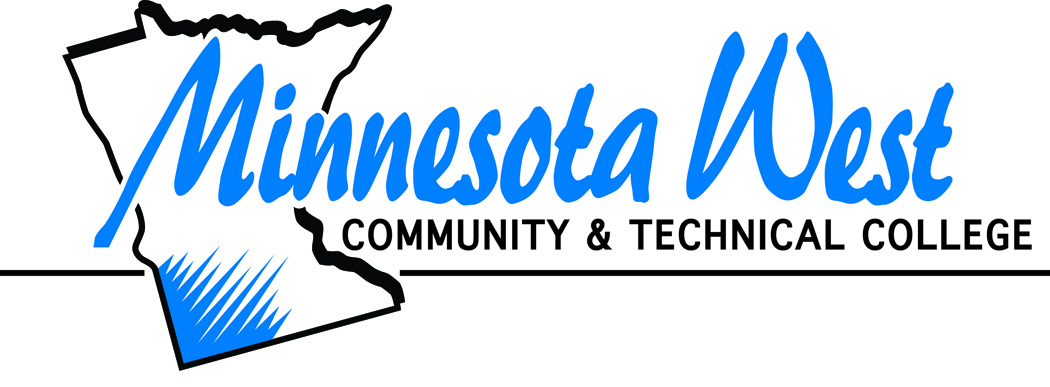 Minnesota West
COMMUNITY & TECHNICAL COLLEGE